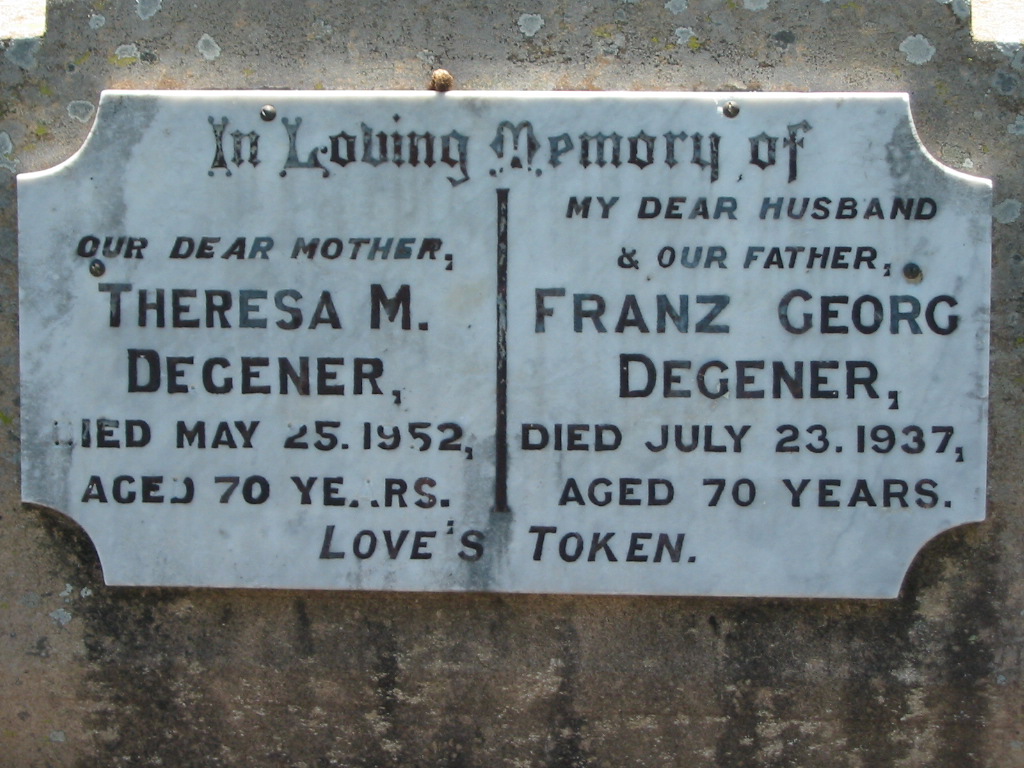 In Loving Memory of
OUR DEAR MOTHER,
THERESA M.
DEGENER,
DIED MAY 25. 1952,
AGED 70 YEARS.
MY DEAR HUSBAND
& OUR FATHER,
FRANZ GEORG
DEGENER,
DIED JULY 23. 1937,
AGED 70 YEARS.
LOVE'S TOKEN.